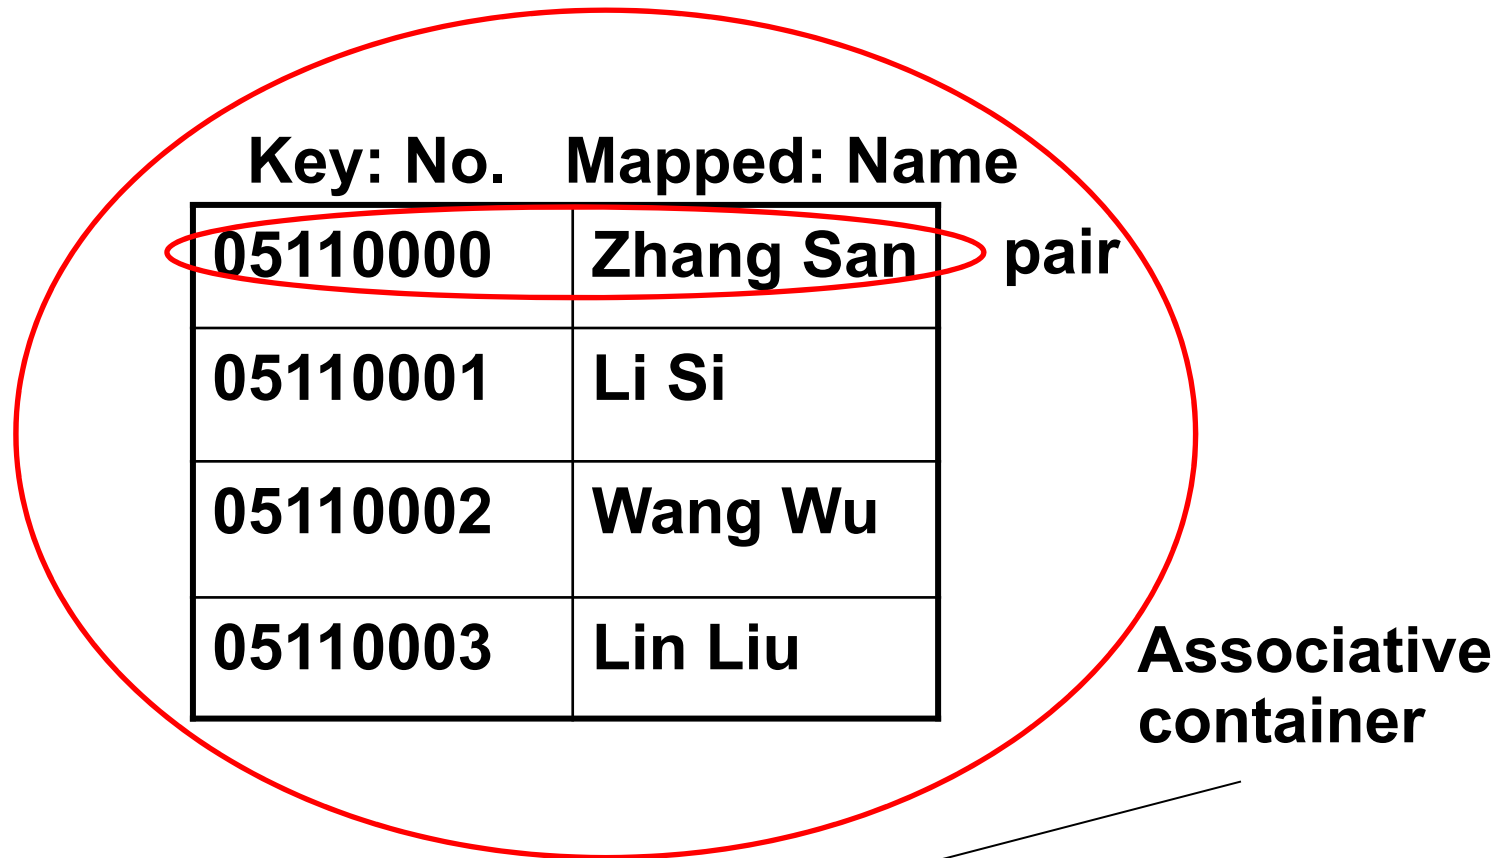 Key: No. Mapped: Name
05110000 Zhang San pair
05110001 Li Si
05110002 Wang Wu
05110003 Lin Liu
Associative
container